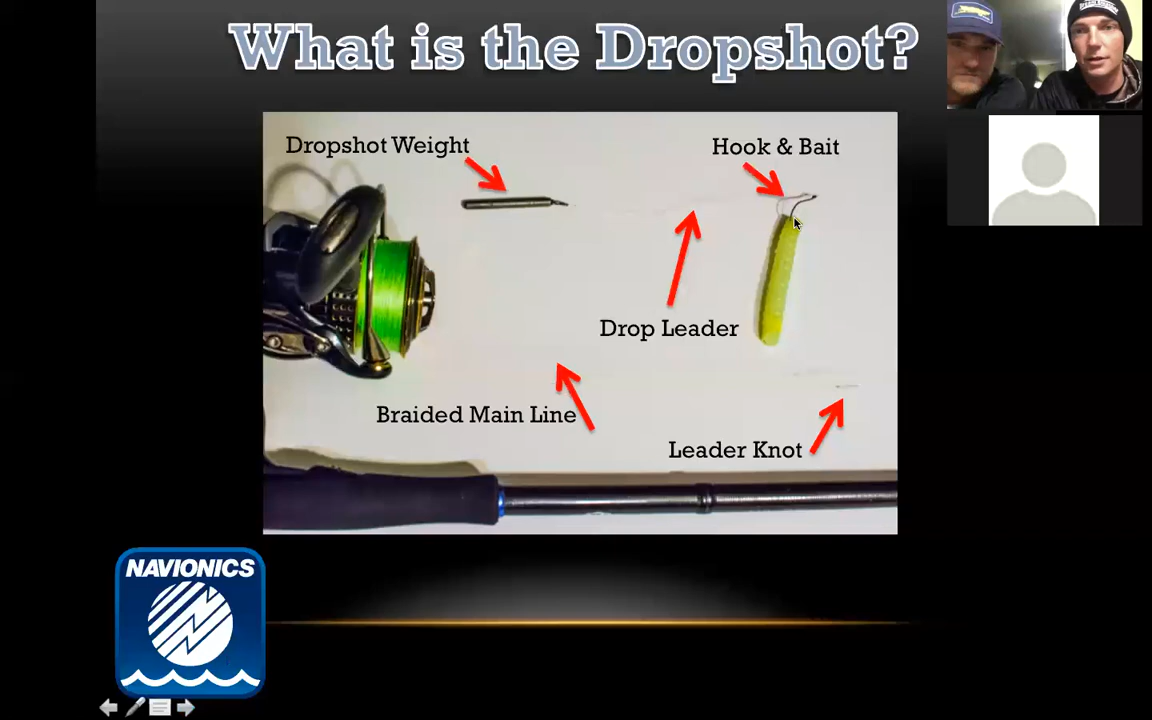 What is the Dropshot?
Dropshot Weight
Hook & Bait
Drop Leader
Braided Main Line
Leader Knot
NAVIONICS